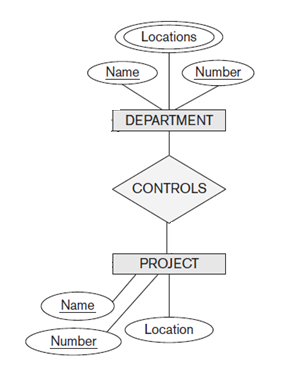 Locations
Name Number
DEPARTMENT
CONTROLS
PROJECT
Name
Number
Location